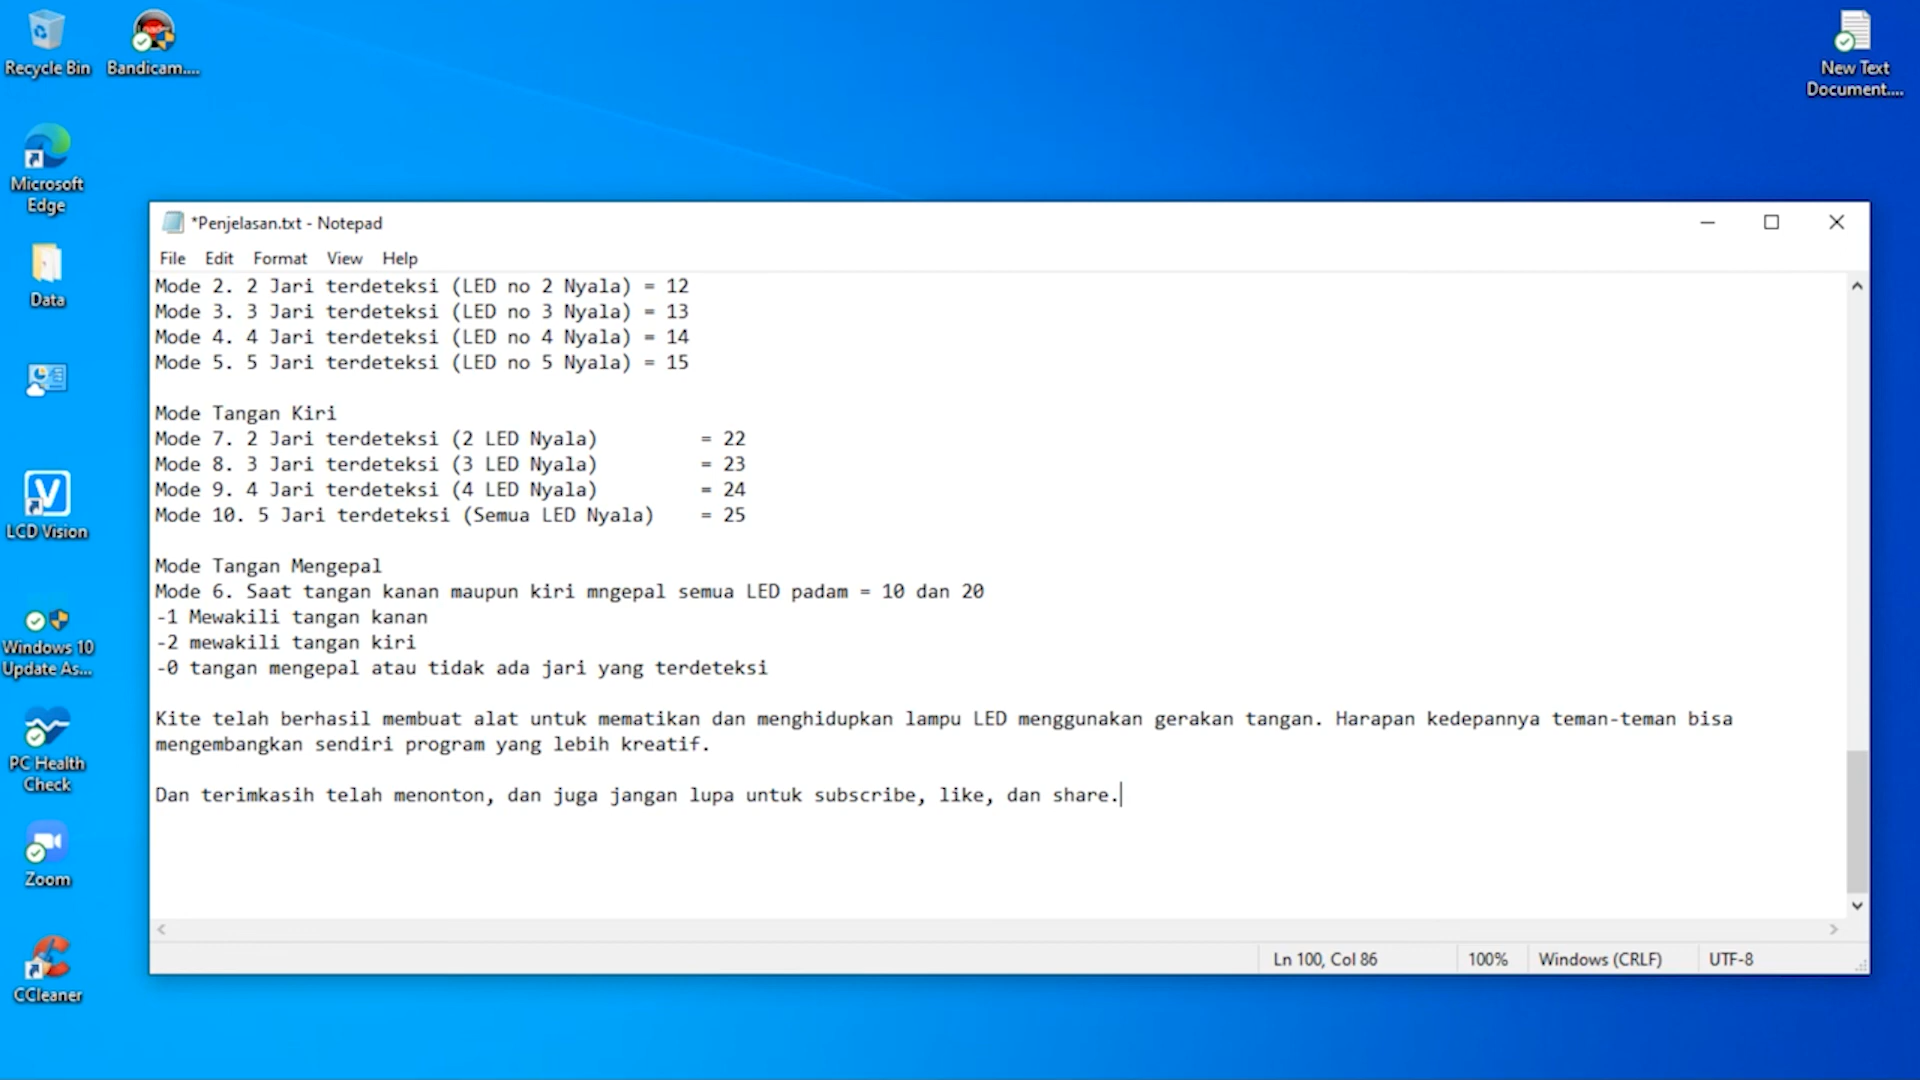 Recycle Bin
Bandicam....
New Text
Document....
Microsoft
Edge
Data
LCD Vision
Windows 10
Update As...
PC Health
Check
Zoom
CCleaner
*Penjelasan.txt - Notepad
File Edit Format View Help
Mode 2. 2 Jari terdeteksi (LED no 2 Nyala) = 12
Mode 3. 3 Jari terdeteksi (LED no 3 Nyala) = 13
Mode 4. 4 Jari terdeteksi (LED no 4 Nyala) = 14
Mode 5. 5 Jari terdeteksi (LED no 5 Nyala) = 15
Mode Tangan Kiri
Mode 7. 2 Jari terdeteksi (2 LED Nyala) = 22
Mode 8. 3 Jari terdeteksi (3 LED Nyala) = 23
Mode 9. 4 Jari terdeteksi (4 LED Nyala) = 24
Mode 10. 5 Jari terdeteksi (Semua LED Nyala) = 25
Mode Tangan Mengepal
Mode 6. Saat tangan kanan maupun kiri mngepal semua LED padam = 10 dan 20
-1 Mewakili tangan kanan
-2 mewakili tangan kiri
-0 tangan mengepal atau tidak ada jari yang terdeteksi
Kite telah berhasil membuat alat untuk mematikan dan menghidupkan lampu LED menggunakan gerakan tangan. Harapan kedepannya teman-teman bisa
mengembangkan sendiri program yang lebih kreatif.
Dan terimkasih telah menonton, dan juga jangan lupa untuk subscribe, like, dan share.
Ln 100, Col 86 100% Windows (CRLF) UTF-8